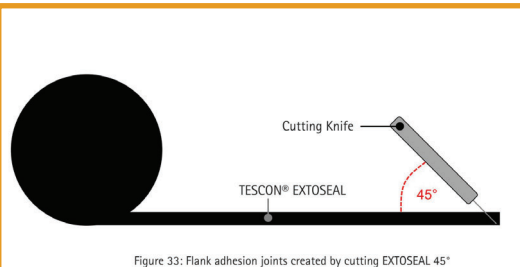 Cutting Knife
TESCON® EXTOSEAL
45°
Figure 33: Flank adhesion joints created by cutting EXTOSEAL 45°